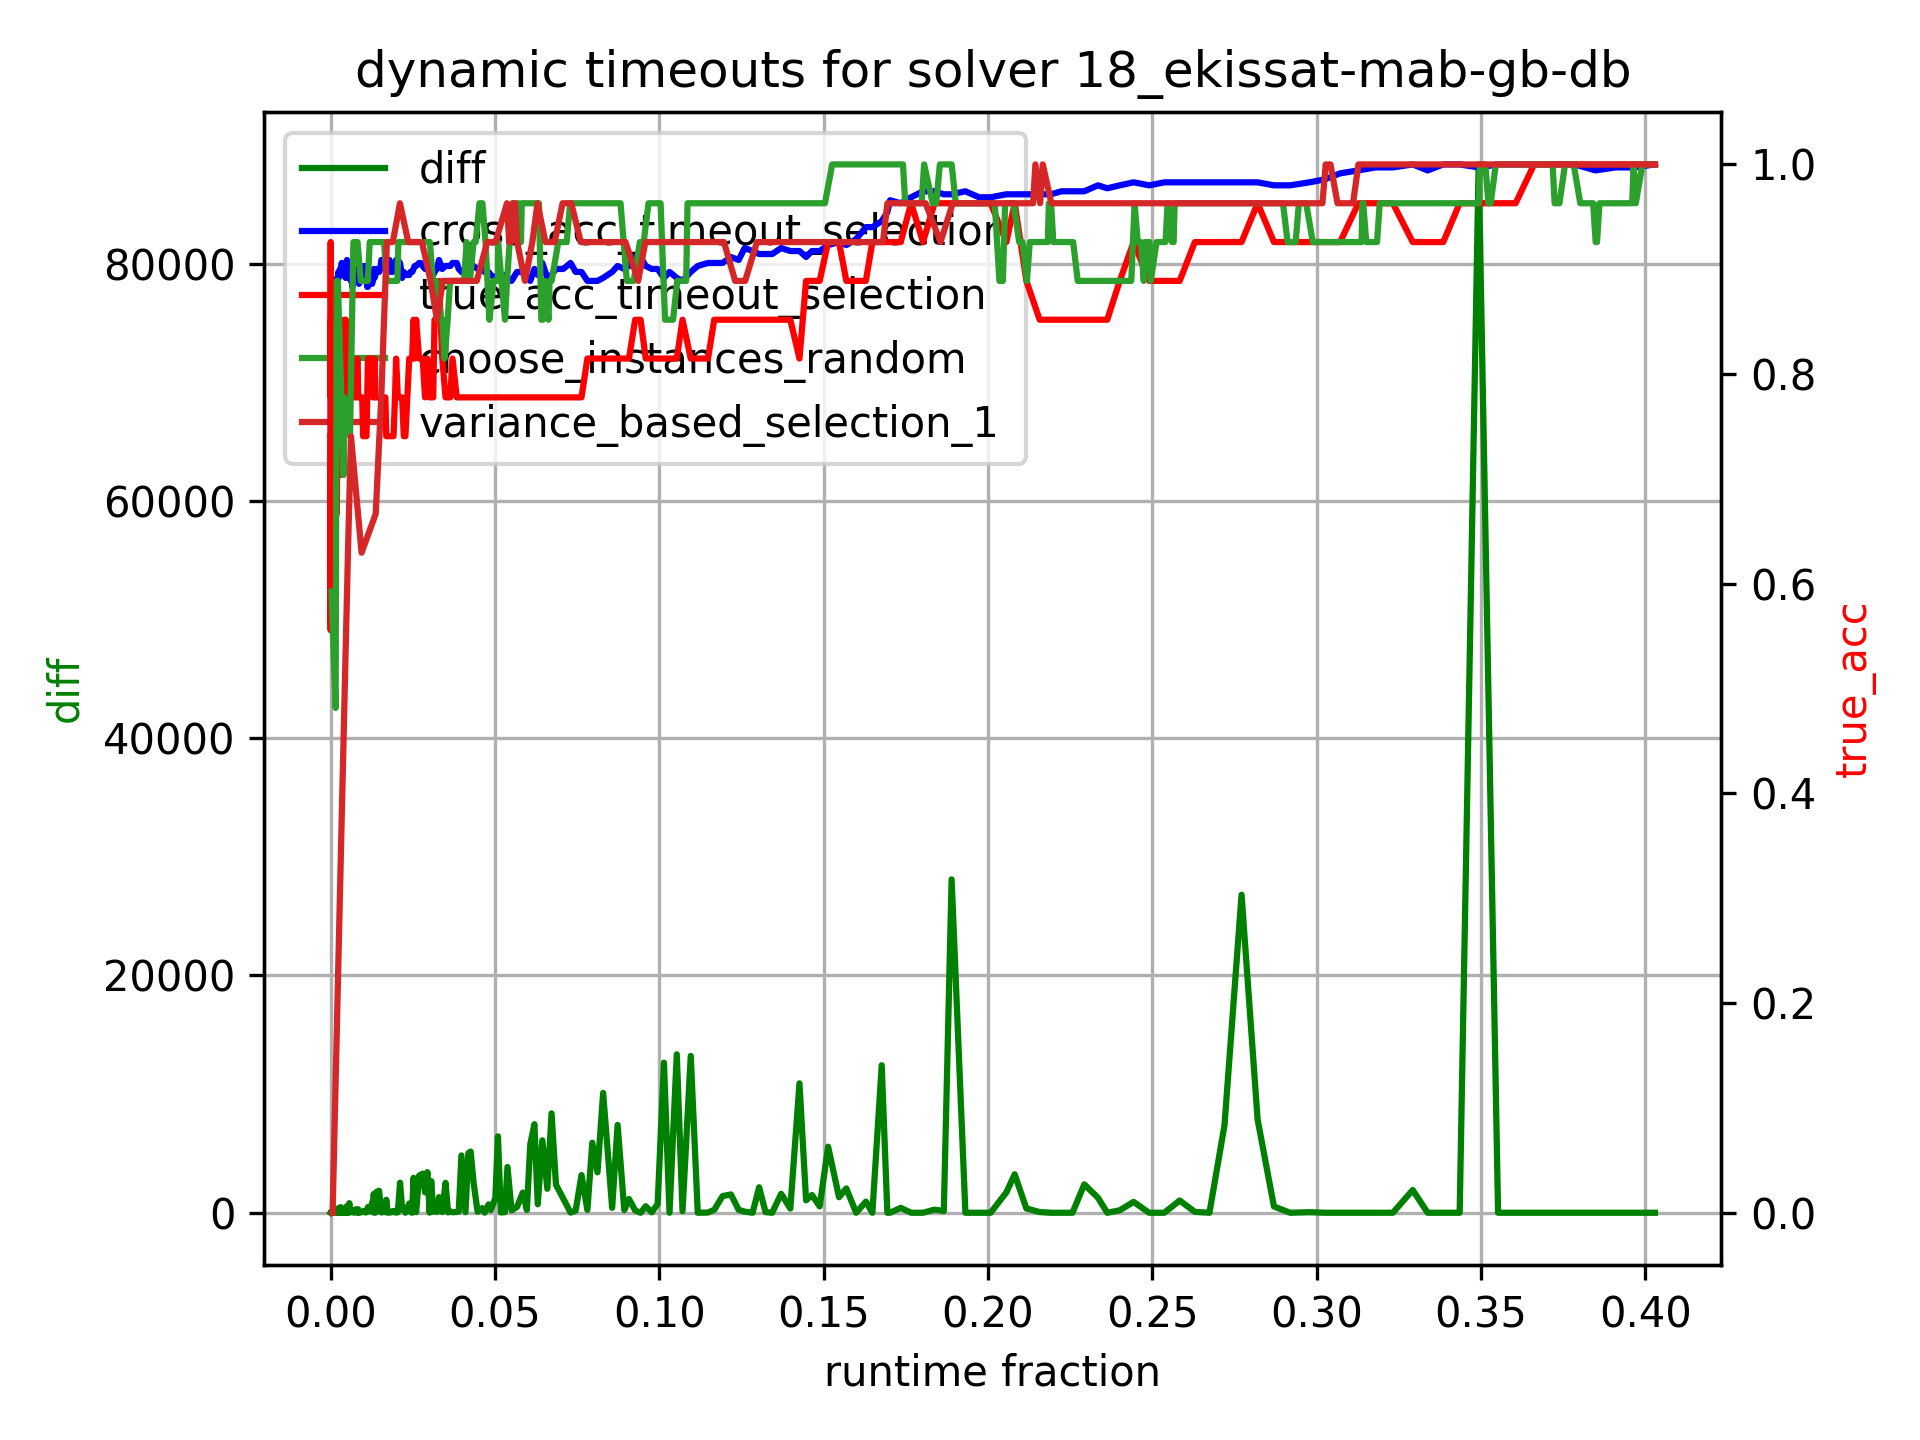 dynamic timeouts for solver 18_ekissat-mab-gb-db
diff
cross_acc_timeout_selection
true_acc_timeout_selection
choose_instances_random
variance_based_selection_1
80000
60000
40000
20000
0
diff
1.0
0.8
0.6
0.4
0.2
0.0
true_acc
0.00 0.05 0.10 0.15 0.20 0.25 0.30 0.35 0.40
runtime fraction